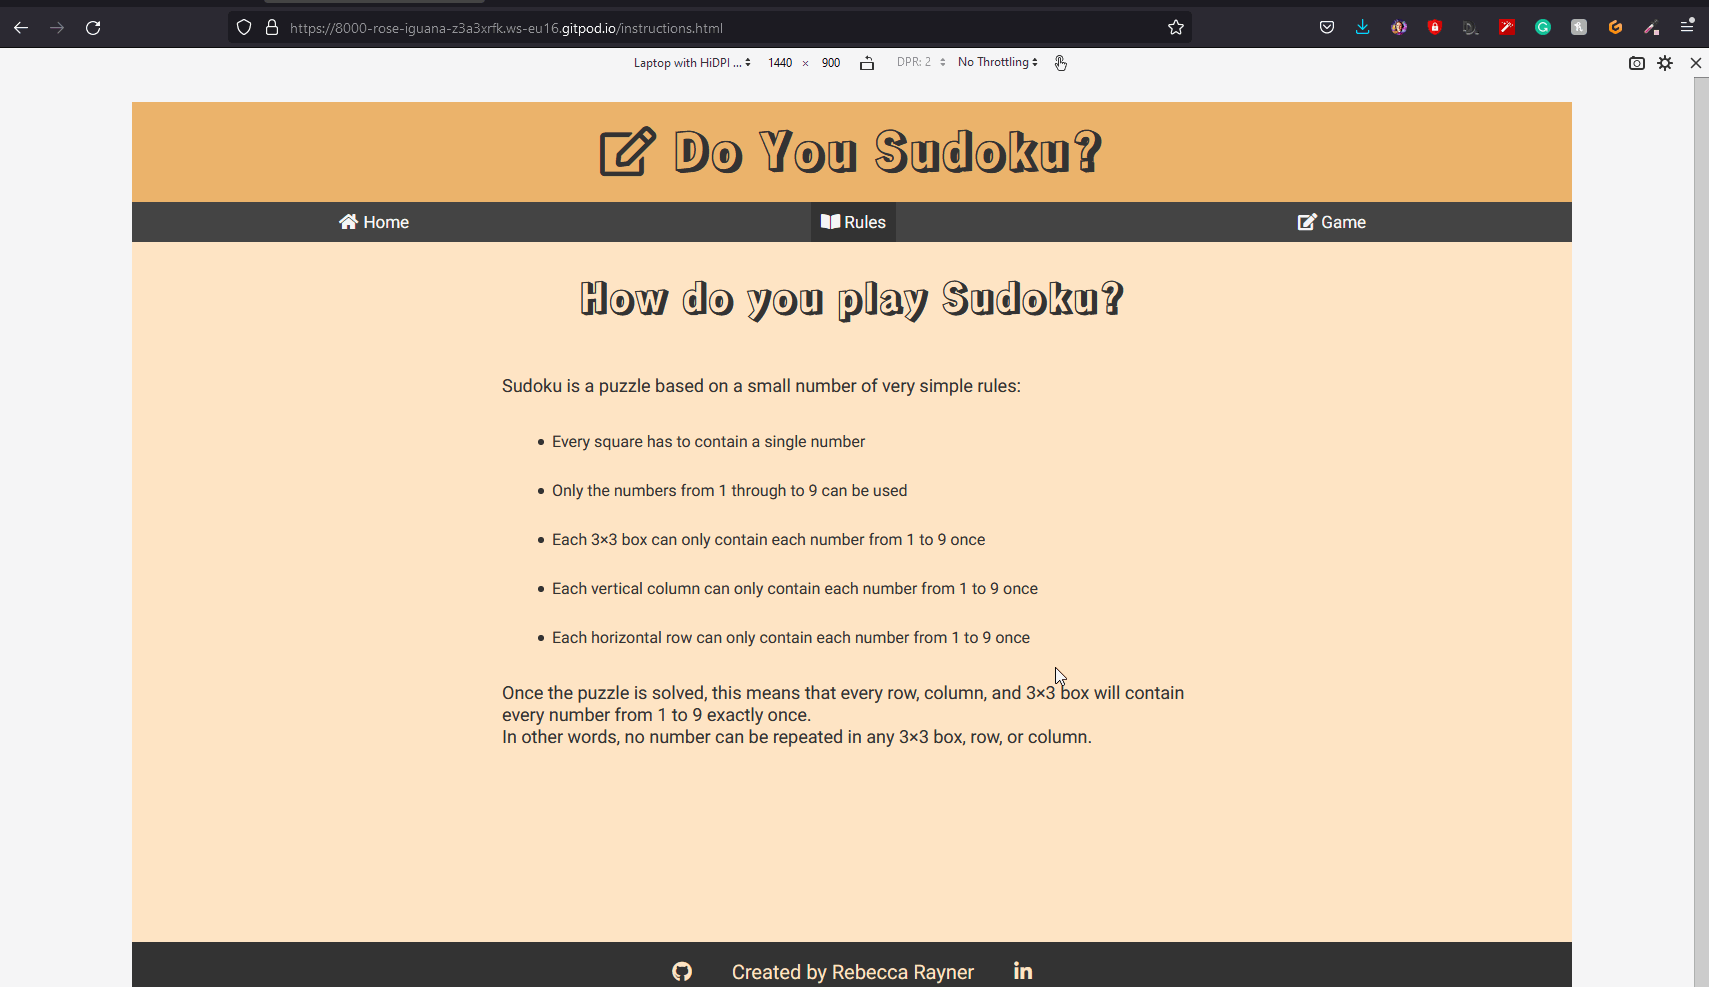 https://8000-rose-iguana-z3a3xrfk.ws-eu16.gitpod.io/instructions.html
Laptop with HiDPI ... 1440 × 900 DPR: 2 No Throttling
Do You Sudoku?
Home Rules Game
How do you play Sudoku?
Sudoku is a puzzle based on a small number of very simple rules:
• Every square has to contain a single number
• Only the numbers from 1 through to 9 can be used
• Each 3×3 box can only contain each number from 1 to 9 once
• Each vertical column can only contain each number from 1 to 9 once
• Each horizontal row can only contain each number from 1 to 9 once
Once the puzzle is solved, this means that every row, column, and 3×3 box will contain
every number from 1 to 9 exactly once.
In other words, no number can be repeated in any 3×3 box, row, or column.
Created by Rebecca Rayner in